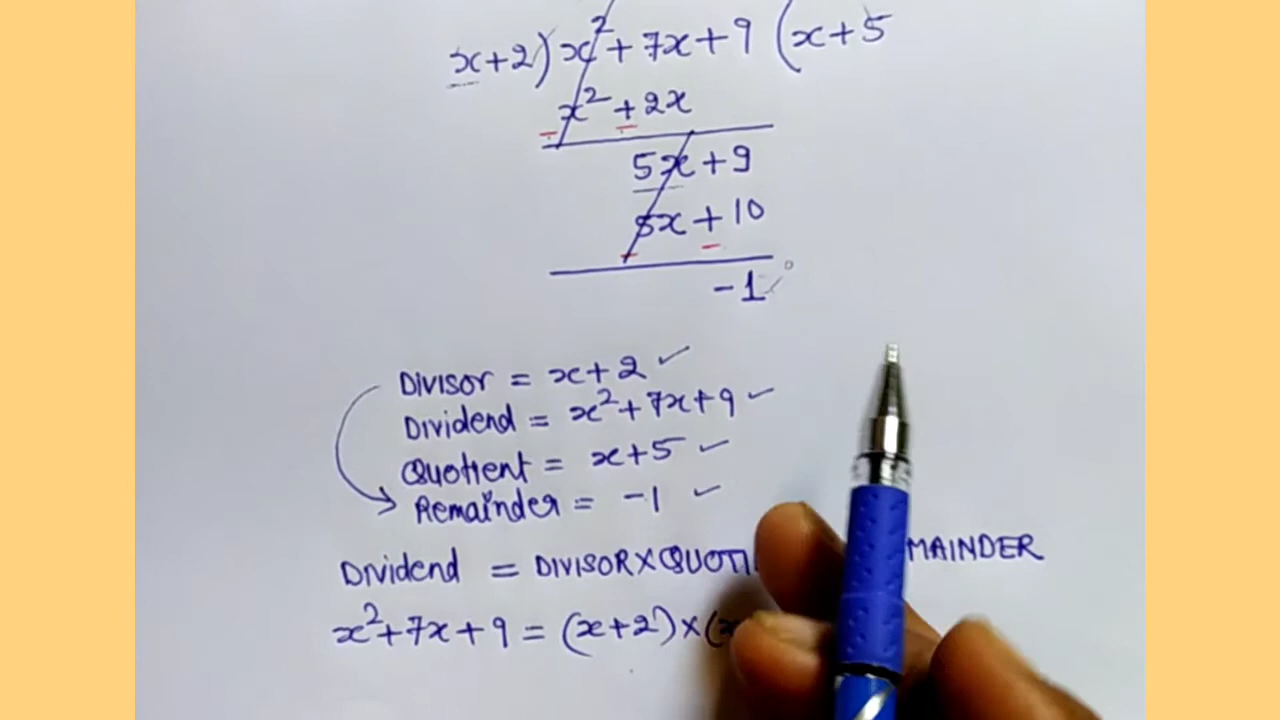 x+2) x²+7x+9 (x+5
x²+2x
5x+9
5x+10
-1
Divisor = x+2 ✓
Dividend = x²+7x+9 ✓
Quotient = x+5 ✓
Remainder = -1 ✓
Dividend = DIVISOR×QUOTI MAINDER
x²+7x+9 = (x+2)×(x